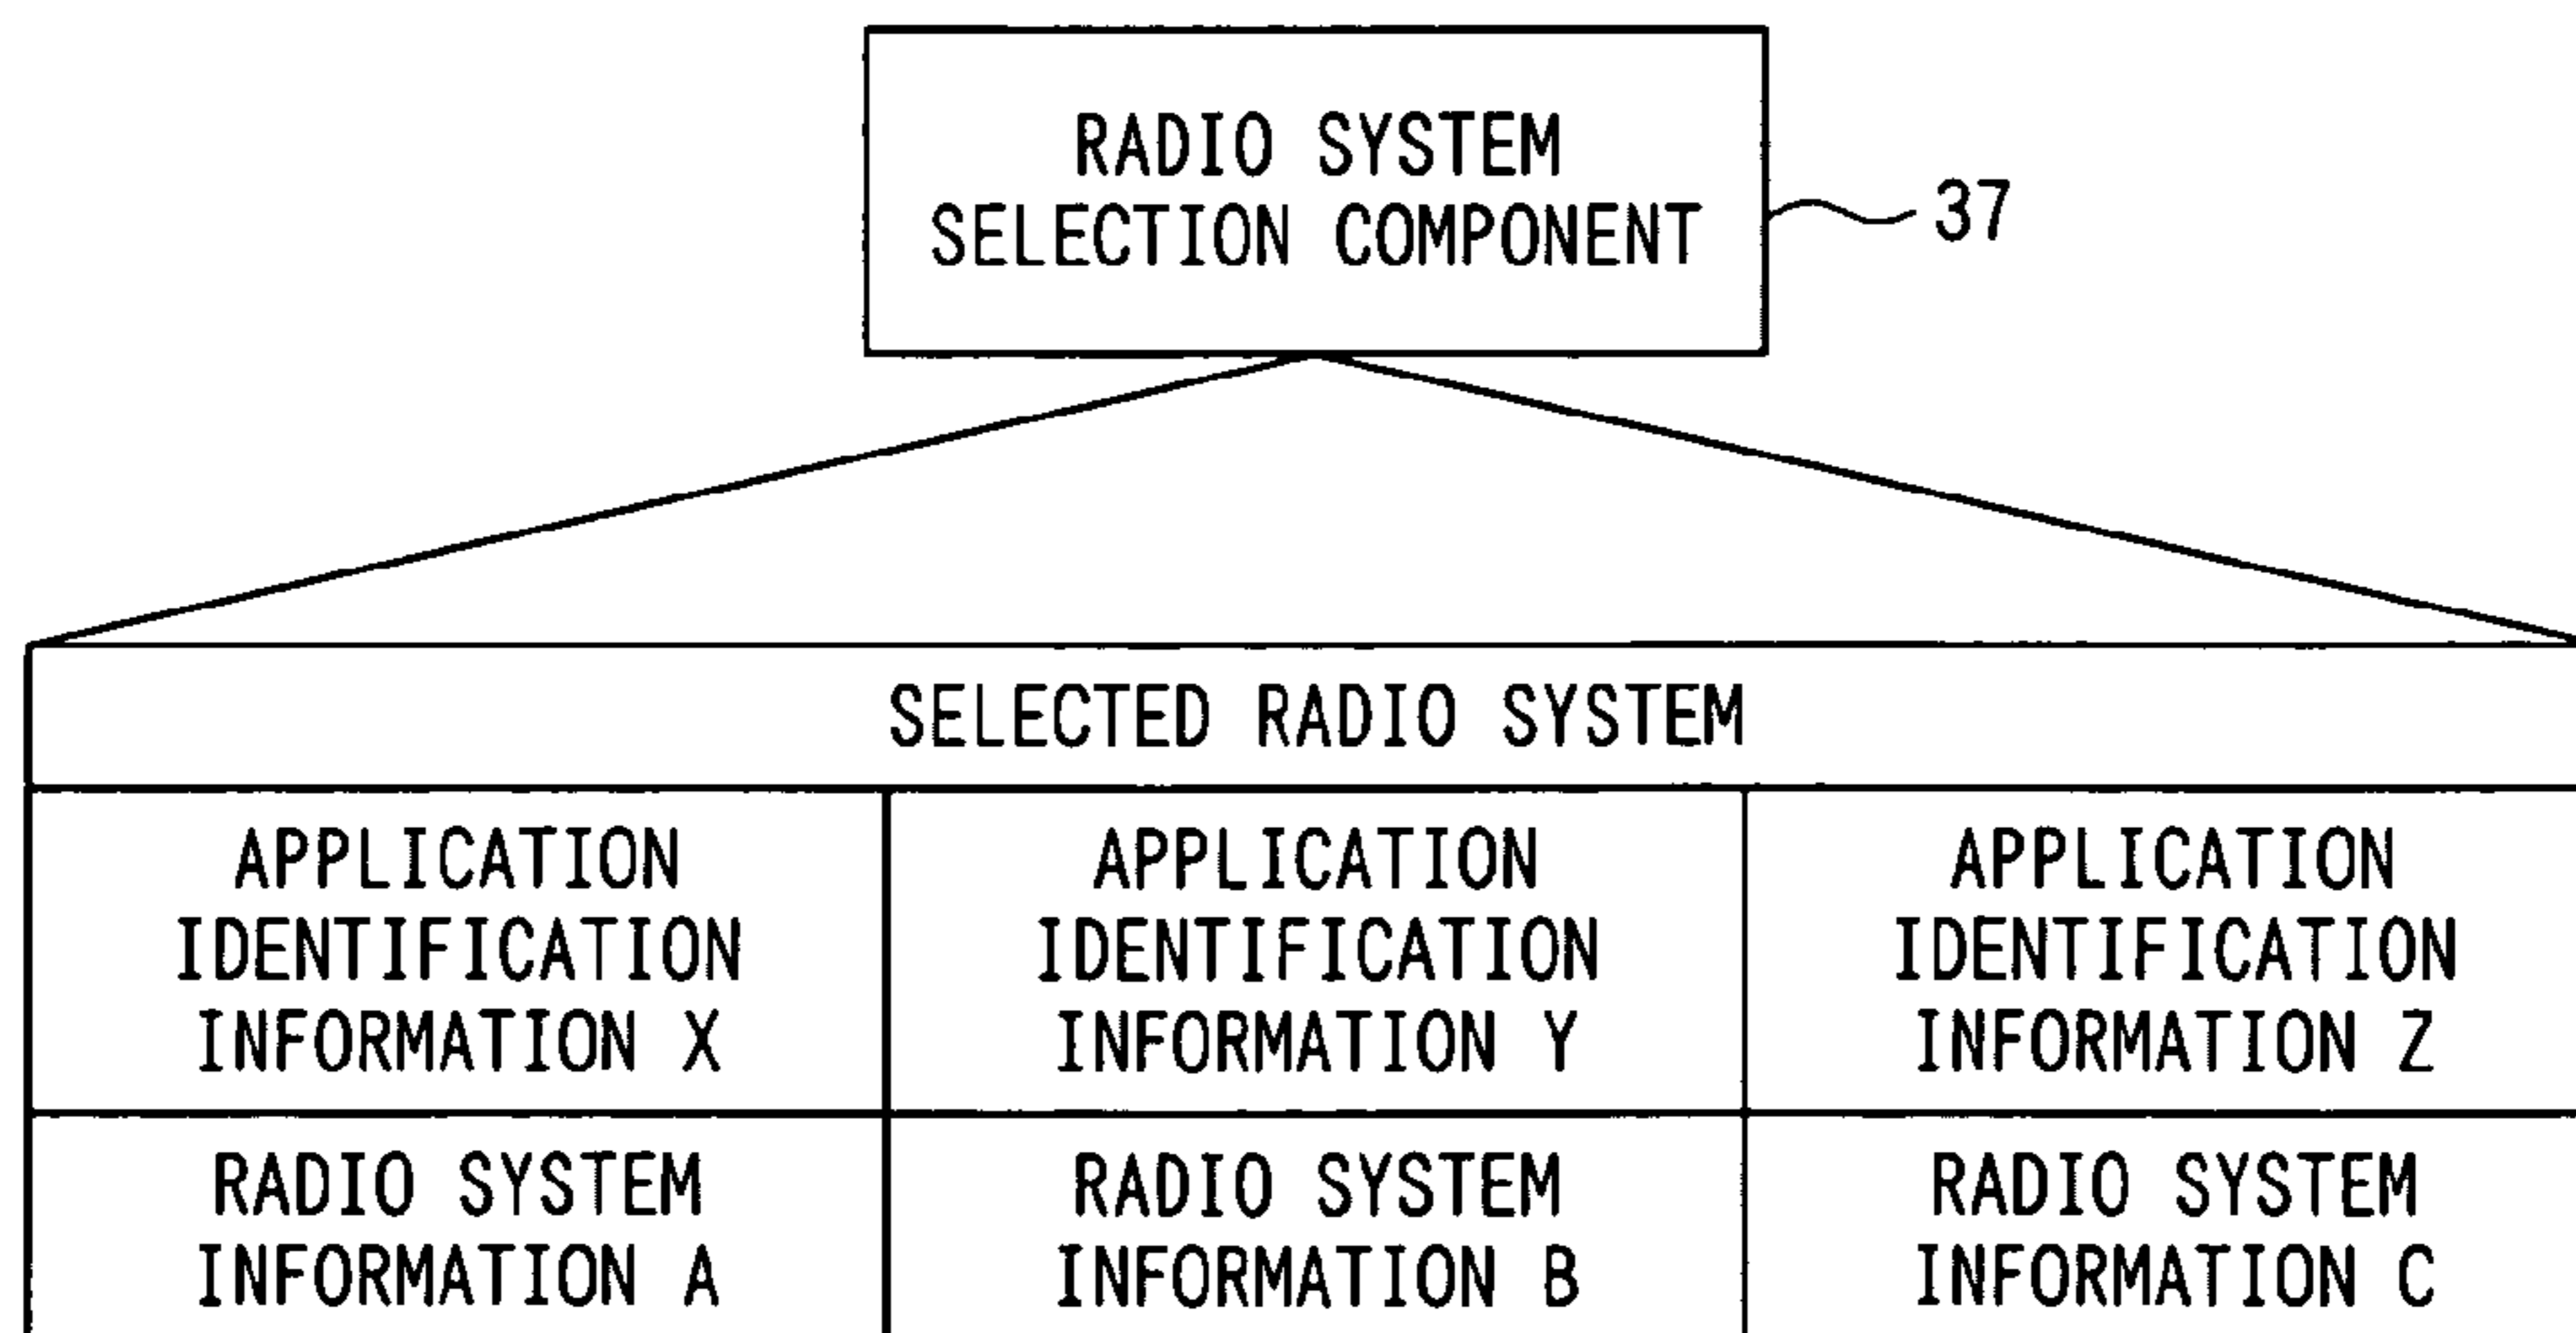 RADIO SYSTEM
SELECTION COMPONENT
37
SELECTED RADIO SYSTEM
APPLICATION
IDENTIFICATION
INFORMATION X
APPLICATION
IDENTIFICATION
INFORMATION Y
APPLICATION
IDENTIFICATION
INFORMATION Z
RADIO SYSTEM
INFORMATION A
RADIO SYSTEM
INFORMATION B
RADIO SYSTEM
INFORMATION C